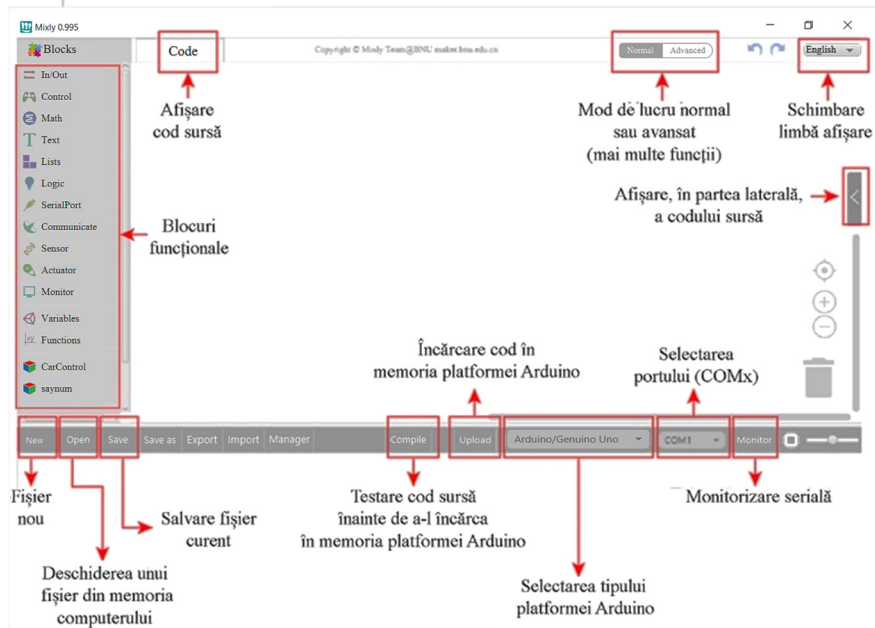 Mixly 0.995
Blocks
Code
Copyright © Mixly Team@BNU maker.bnu.edu.cn
Normal Advanced
English
In/Out
Control
Math
Text
Lists
Logic
SerialPort
Communicate
Sensor
Actuator
Monitor
Variables
Functions
CarControl
saynum
Afișare
cod sursă
Mod de lucru normal
sau avansat
(mai multe funcții)
Schimbare
limbă afișare
Afișare, în partea laterală,
a codului sursă
Blocuri
funcționale
Încărcare cod în
memoria platformei Arduino
Selectarea
portului (COMx)
New Open Save Save as Export Import Manager Compile Upload Arduino/Genuino Uno COM1 Monitor
Fișier
nou
Salvare fișier
curent
Deschiderea unui
fișier din memoria
computerului
Testare cod sursă
înainte de a-l încărca
în memoria platformei Arduino
Monitorizare serială
Selectarea tipului
platformei Arduino